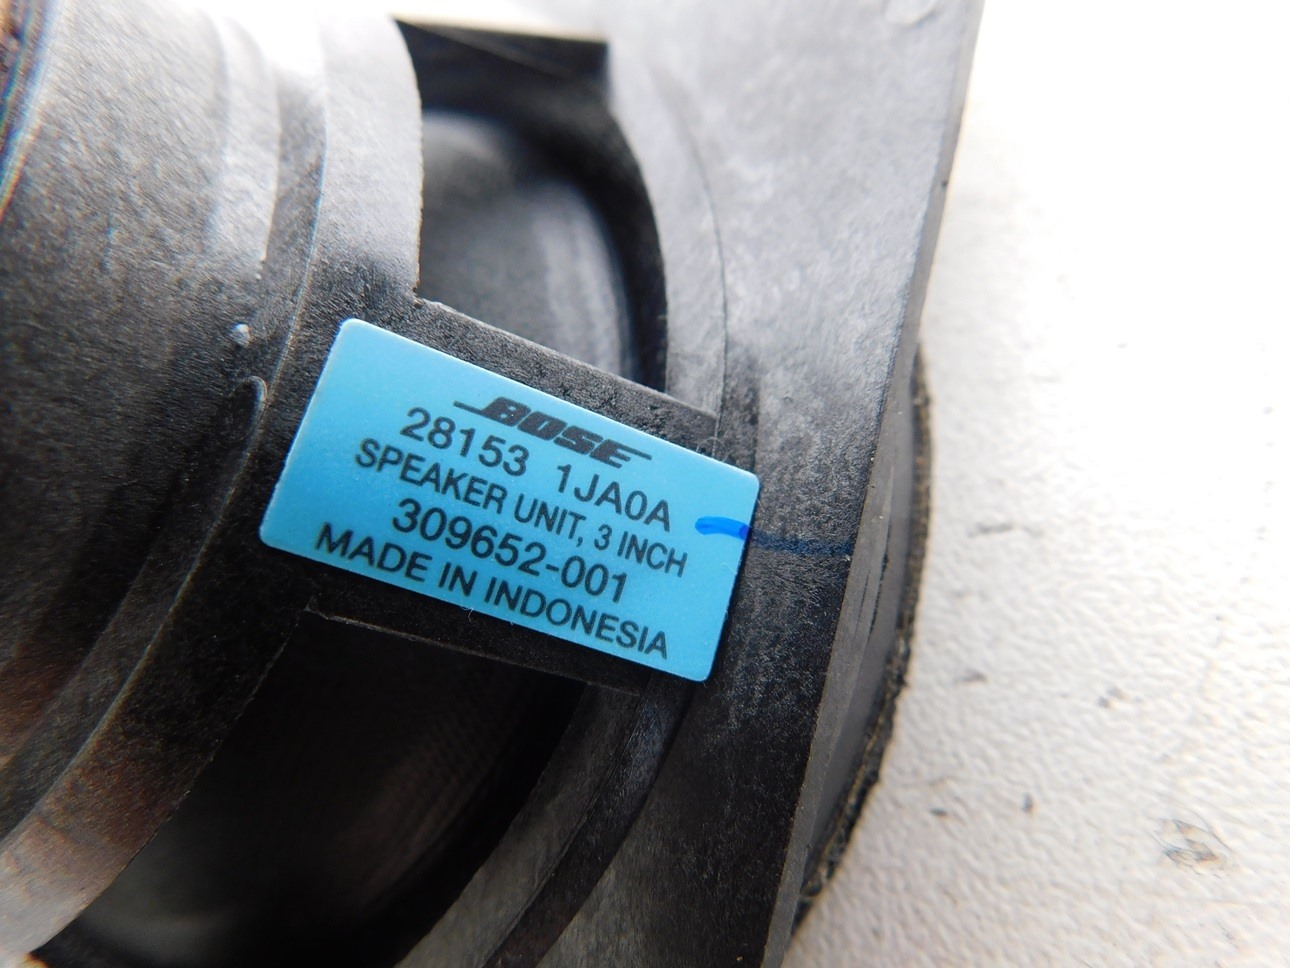 BOSE
28153 1JA0A
SPEAKER UNIT, 3 INCH
309652-001
MADE IN INDONESIA